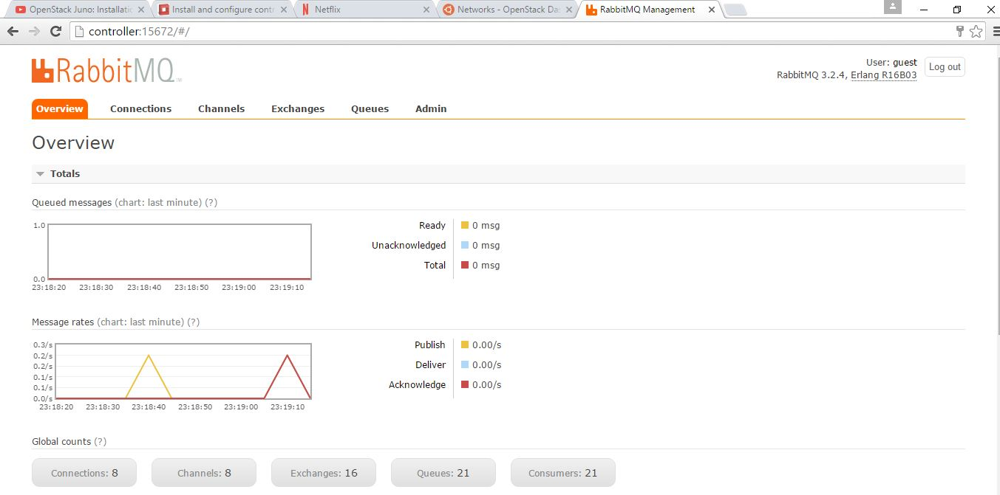 OpenStack Juno: Installatio
Install and configure contr
Netflix
Networks - OpenStack Das
RabbitMQ Management
controller:15672/#/
RabbitMQ™
User: guest
RabbitMQ 3.2.4, Erlang R16B03
Log out
Overview Connections Channels Exchanges Queues Admin
Overview
Totals
Queued messages (chart: last minute) (?)
1.0
0.0
23:18:20 23:18:30 23:18:40 23:18:50 23:19:00 23:19:10
Ready 0 msg
Unacknowledged 0 msg
Total 0 msg
Message rates (chart: last minute) (?)
0.3/s
0.2/s
0.2/s
0.1/s
0.1/s
0.0/s
23:18:20 23:18:30 23:18:40 23:18:50 23:19:00 23:19:10
Publish 0.00/s
Deliver 0.00/s
Acknowledge 0.00/s
Global counts (?)
Connections: 8 Channels: 8 Exchanges: 16 Queues: 21 Consumers: 21